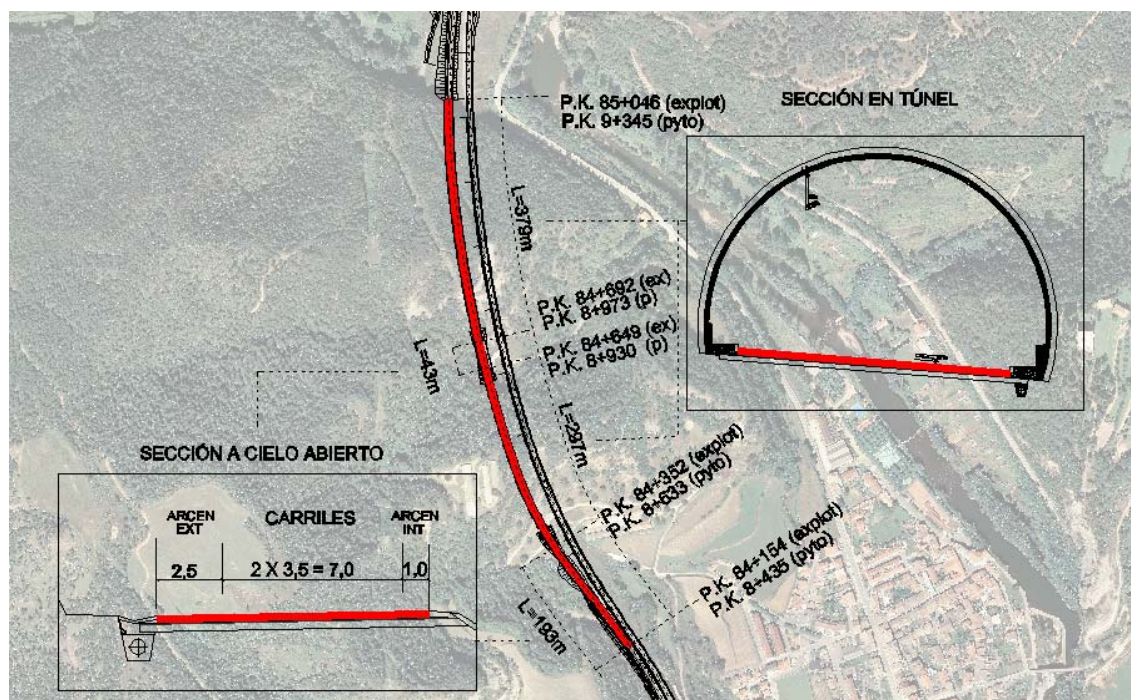 P.K. 85+046 (explot)
P.K. 9+345 (pyto)
SECCIÓN EN TÚNEL
L=379m
P.K. 84+692 (ex)
P.K. 8+973 (p)
P.K. 84+649 (ex)
P.K. 8+930 (p)
L=43m
L=297m
P.K. 84+352 (explot)
P.K. 8+633 (pyto)
P.K. 84+154 (explot)
P.K. 8+435 (pyto)
L=193m
SECCIÓN A CIELO ABIERTO
ARCEN
EXT
CARRILES
ARCEN
INT
2,5
2 X 3,5 = 7,0
1,0